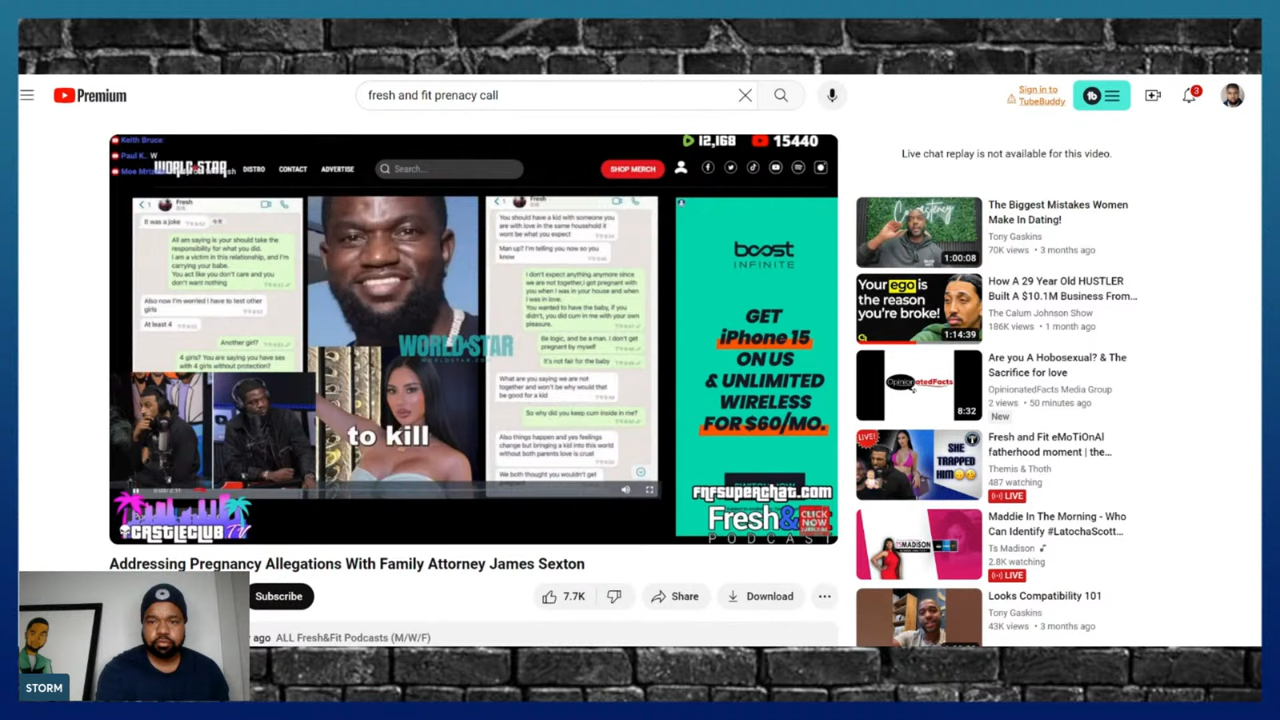 Premium
fresh and fit prenacy call
Sign in to
TubeBuddy
3
Keith Bruce:
Paul K. W
12,168
15440
WORLDSTAR
DISTRO
CONTACT
ADVERTISE
Search...
SHOP MERCH
Fresh
It was a joke
All am saying is your should take the
responsibility for what you did.
I am a victim in this relationship, and I'm
carrying your babe.
You act like you don't care and you
don't want nothing
Also now I'm worried I have to test other
girls
At least 4
Another girl?
4 girls? You are saying you have sex
with 4 girls without protection?
WORLDSTAR
to kill
Fresh
You should have a kid with someone you
are with love in the same household it
wont be what you expect
Man up? I'm telling you now so you
know
I don't expect anything anymore since
we are not together,I got pregnant with
you when I was in your house and when
I was in love.
You wanted to have the baby, if you
didn't, you did cum in me with your own
pleasure.
Be logic, and be a man. I don't get
pregnant by myself
It's not fair for the baby
What are you saying we are not
together and won't be why would that
be good for a kid
So why did you keep cum inside in me?
Also things happen and yes feelings
change but bringing a kid into this world
without both parents love is cruel
We both thought you wouldn't get
boost
INFINITE
GET
iPhone 15
ON US
& UNLIMITED
WIRELESS
FOR $60/MO.
FNFSUPERCHAT.COM
Fresh&
CLICK
NOW
PODCAST
CASTLECLUB TV
Addressing Pregnancy Allegations With Family Attorney James Sexton
Subscribe
7.7K
Share
Download
ago ALL Fresh&Fit Podcasts (M/W/F)
STORM
Live chat replay is not available for this video.
Consistency
1:00:08
The Biggest Mistakes Women
Make In Dating!
Tony Gaskins
70K views • 3 months ago
Your ego is
the reason
you're broke!
1:14:39
How A 29 Year Old HUSTLER
Built A $10.1M Business From...
The Calum Johnson Show
186K views • 1 month ago
OpinionatedFacts
8:32
Are you A Hobosexual? & The
Sacrifice for love
OpinionatedFacts Media Group
2 views • 50 minutes ago
New
LIVE!
SHE
TRAPPED
HIM
Fresh and Fit eMoTiOnAl
fatherhood moment | the...
Themis & Thoth
487 watching
LIVE
TS MADISON
Maddie In The Morning - Who
Can Identify #LatochaScott...
Ts Madison
2.8K watching
LIVE
Looks Compatibility 101
Tony Gaskins
43K views • 3 months ago